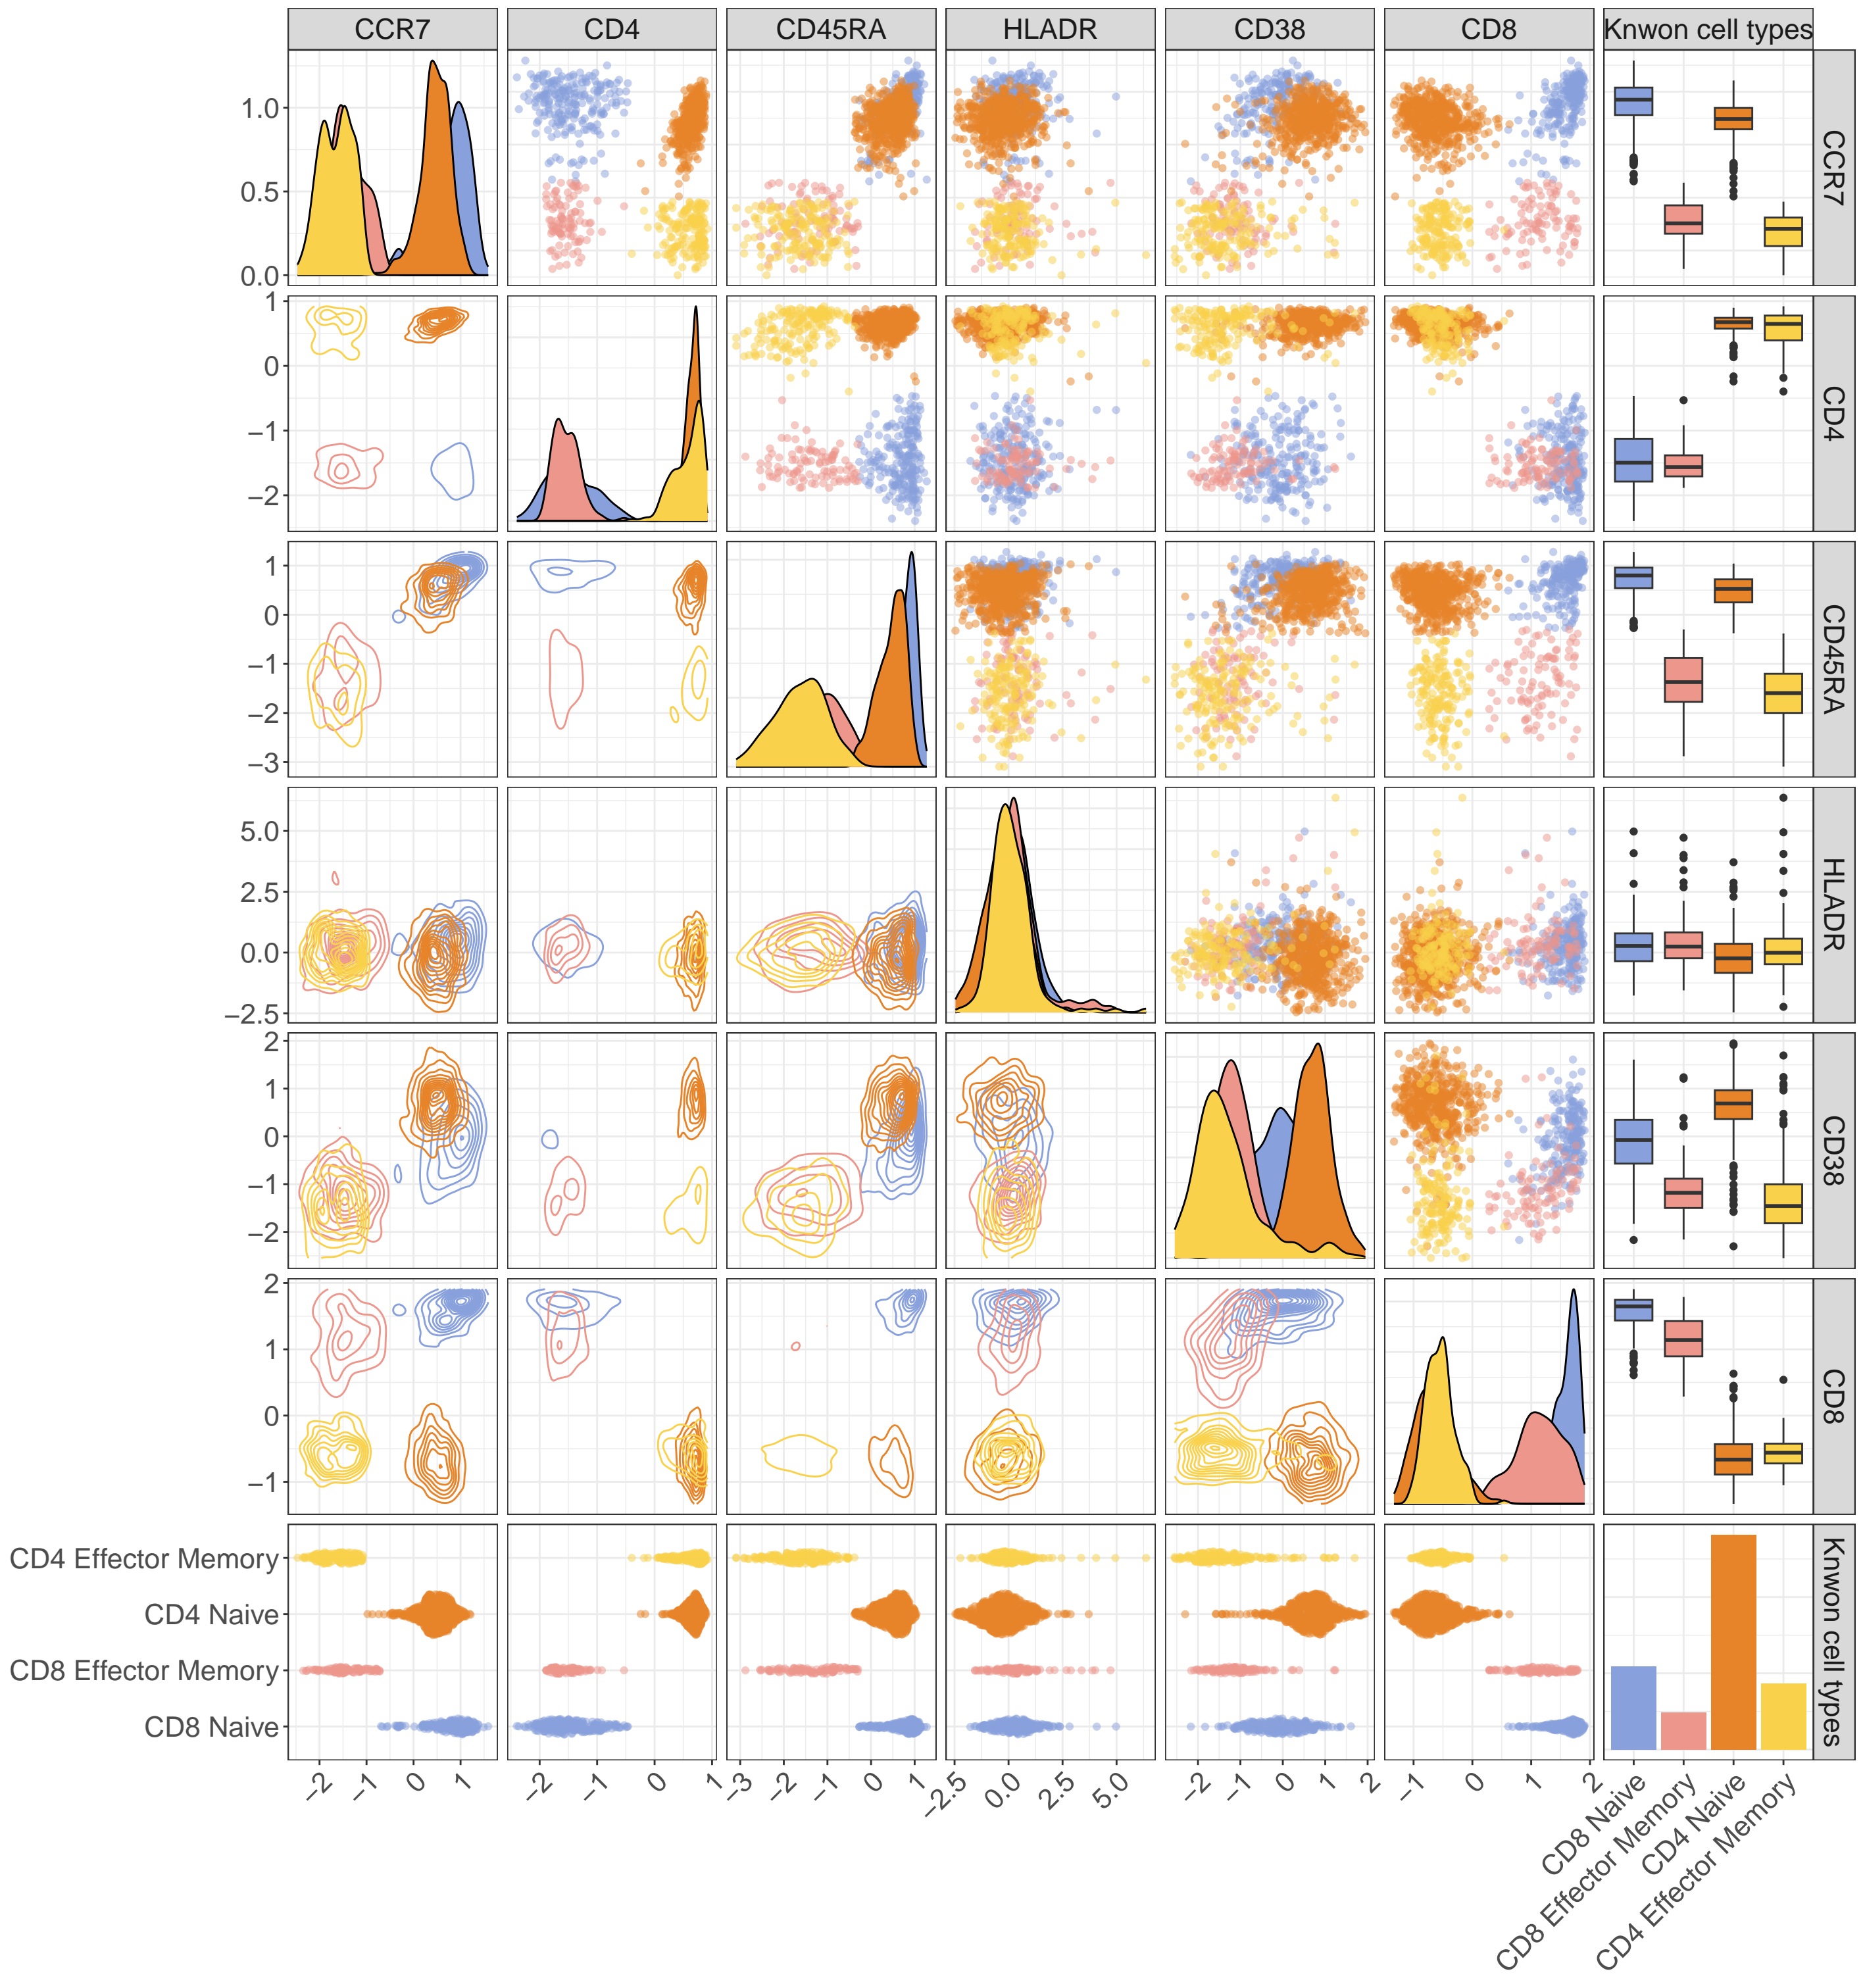 CCR7 CD4 CD45RA HLADR CD38 CD8 Knwon cell types
1.0
0.5
0.0
CCR7
1
0
−1
−2
CD4
1
0
−1
−2
−3
CD45RA
5.0
2.5
0.0
−2.5
HLADR
2
1
0
−1
−2
CD38
2
1
0
−1
CD8
CD4 Effector Memory
CD4 Naive
CD8 Effector Memory
CD8 Naive
Knwon cell types
−2 −1 0 1 −2 −1 0 1 −3 −2 −1 0 1 −2.5 0.0 2.5 5.0 −2 −1 0 1 2 −1 0 1 2
CD8 Naive
CD8 Effector Memory
CD4 Naive
CD4 Effector Memory